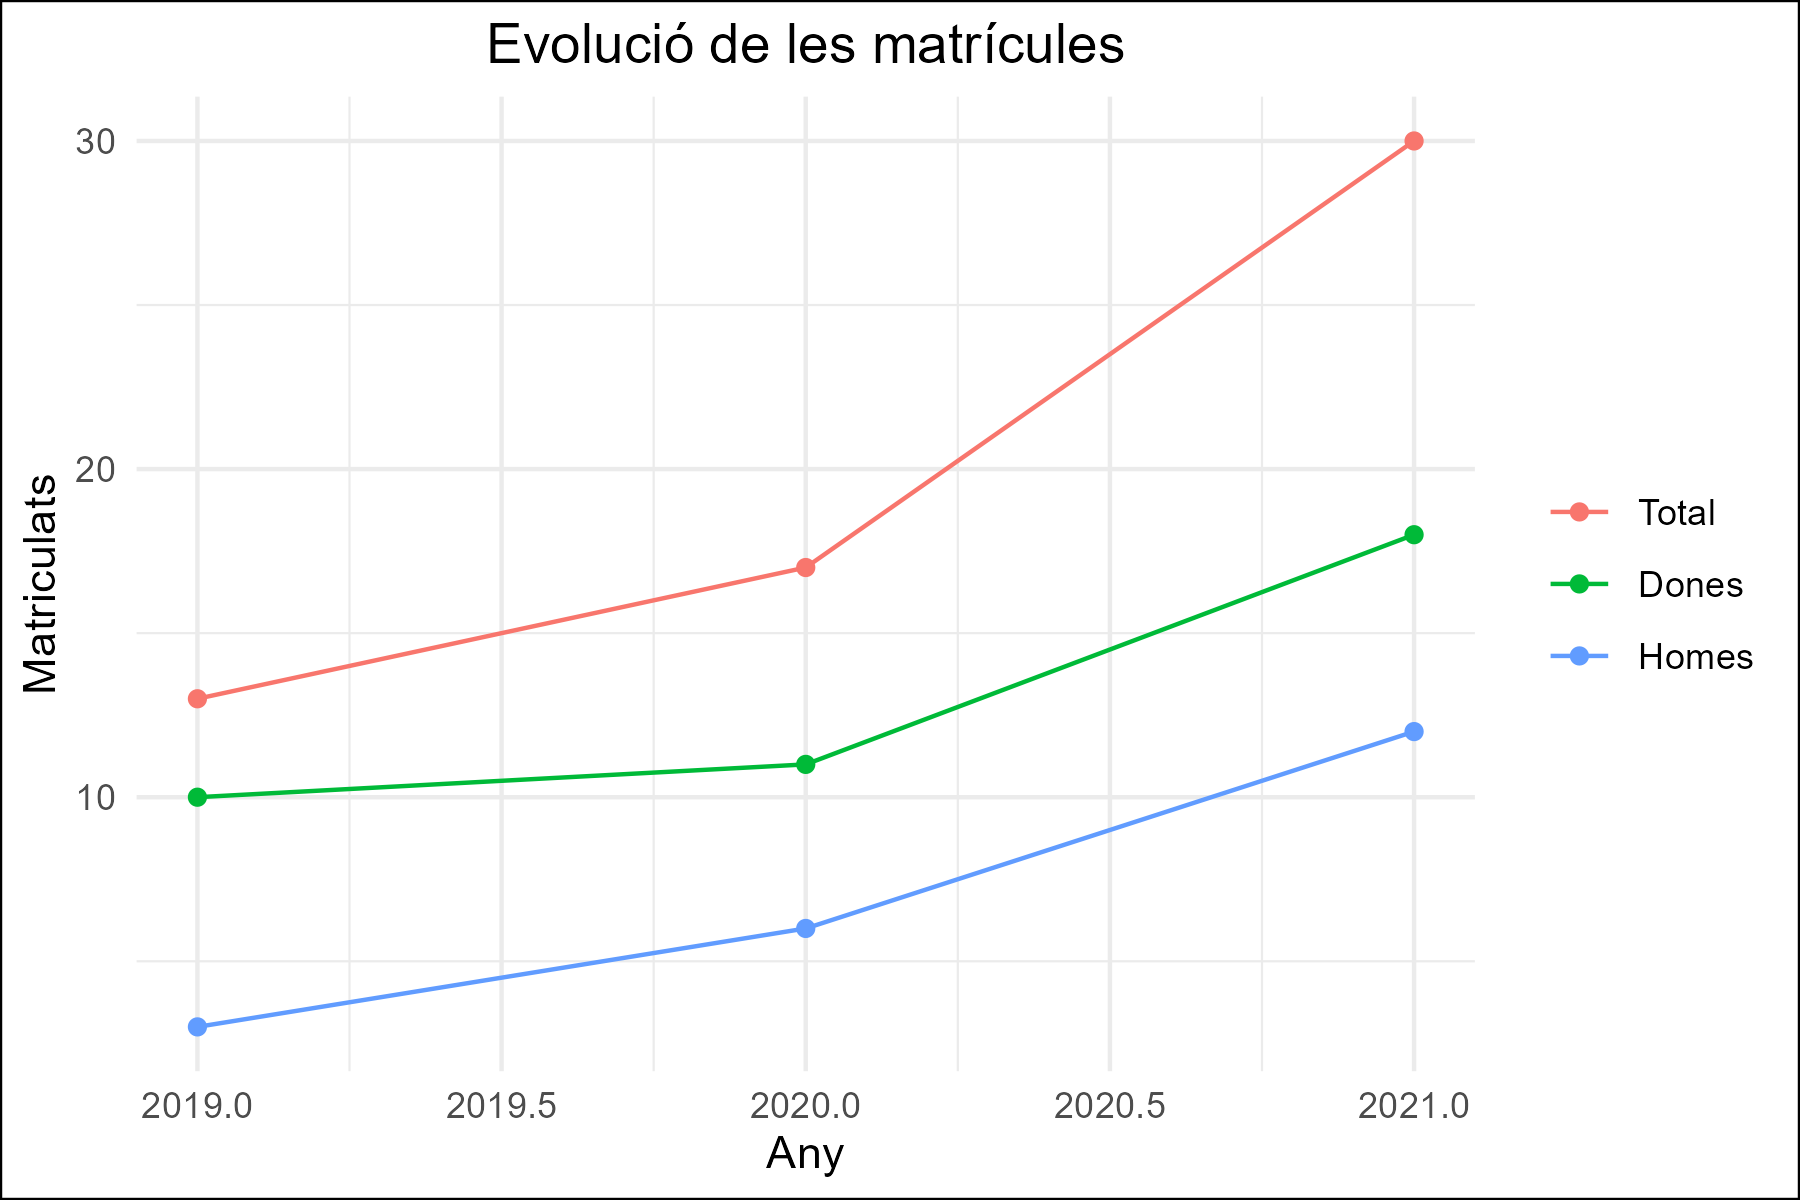 Evolució de les matrícules
30
20
10
Matriculats
2019.0 2019.5 2020.0 2020.5 2021.0
Any
Total
Dones
Homes